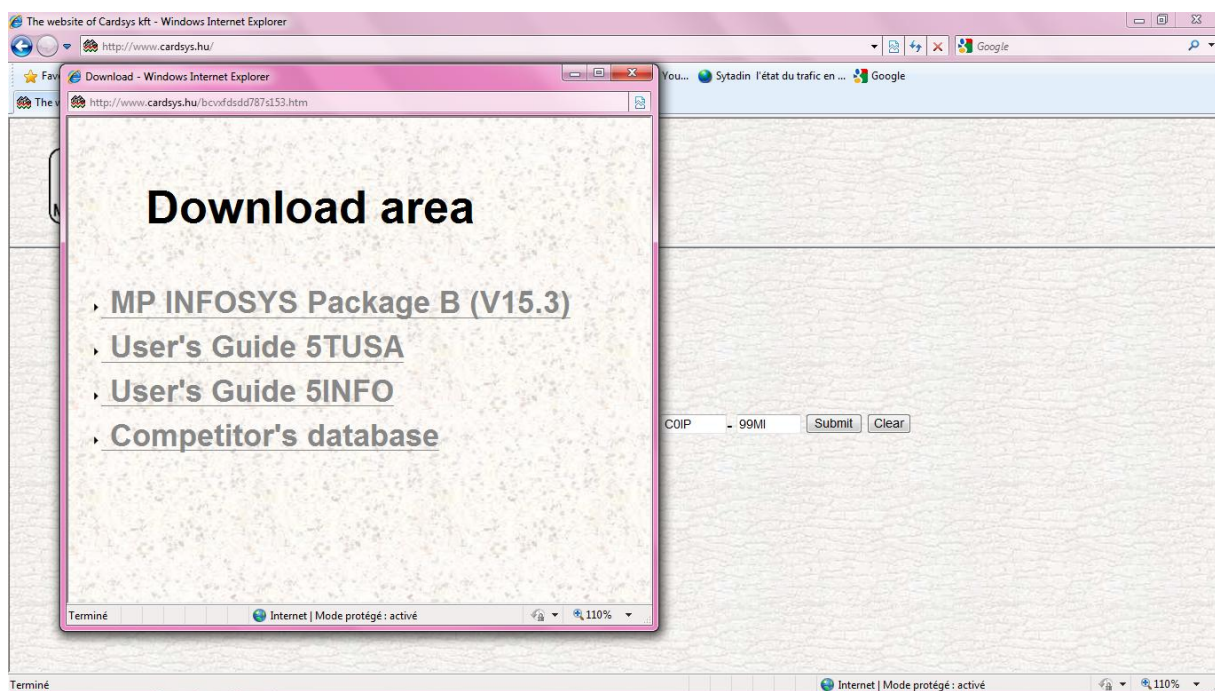 The website of Cardsys kft - Windows Internet Explorer
http://www.cardsys.hu/
Google
Fav
You... Sytadin l'état du trafic en ... Google
The w
Download - Windows Internet Explorer
http://www.cardsys.hu/bcvxfdsdd787s153.htm
Download area
MP INFOSYS Package B (V15.3)
User's Guide 5TUSA
User's Guide 5INFO
Competitor's database
C0IP - 99MI Submit Clear
Terminé Internet | Mode protégé : activé 110%
Terminé Internet | Mode protégé : activé 110%